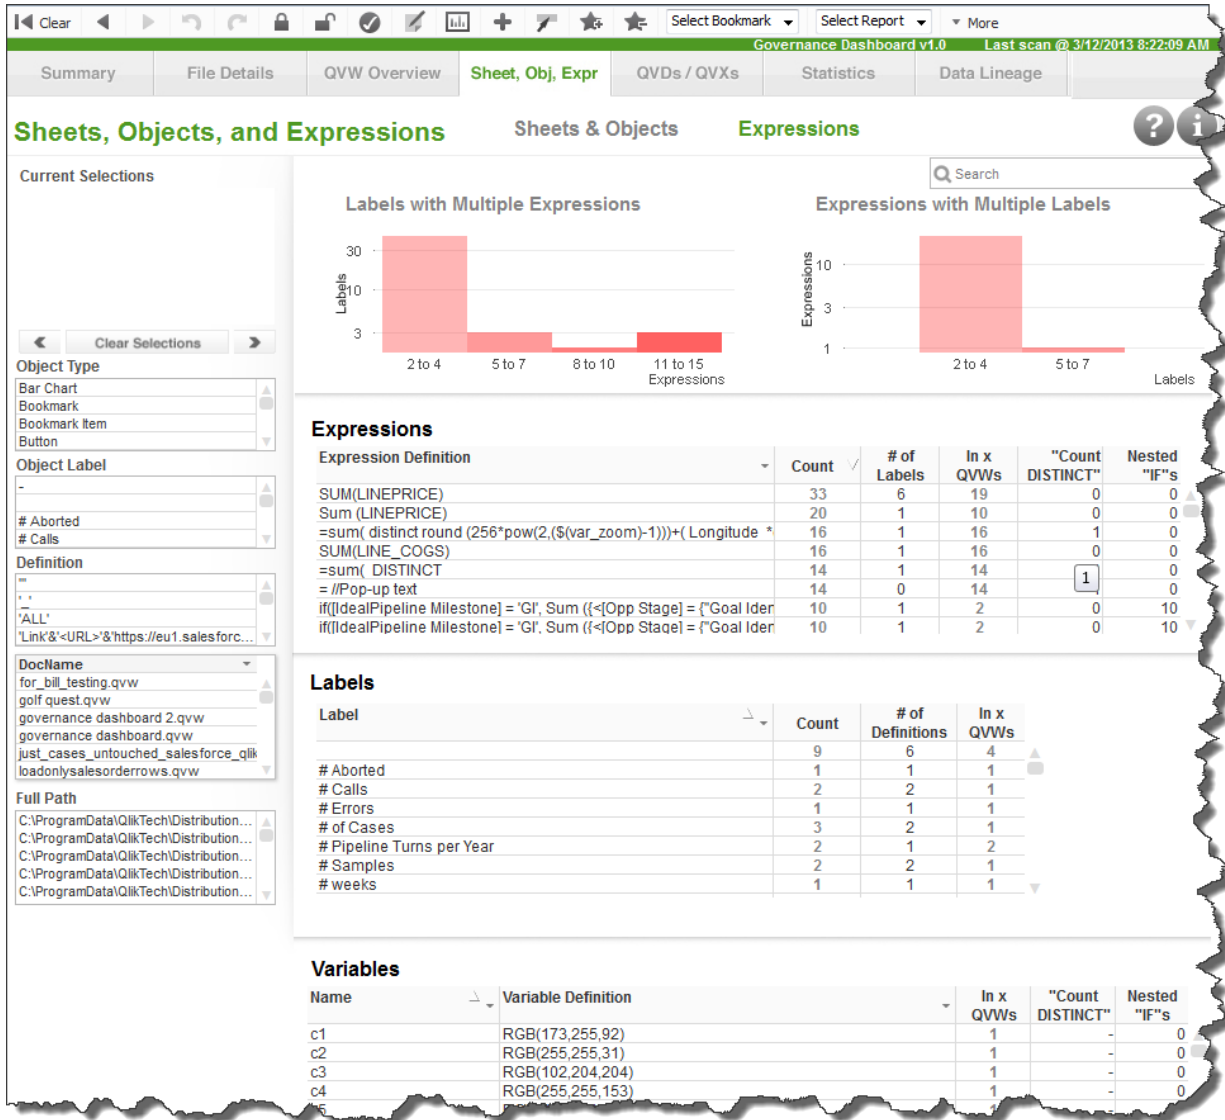 Clear Select Bookmark Select Report More
Governance Dashboard v1.0 Last scan @ 3/12/2013 8:22:09 AM
Summary File Details QVW Overview Sheet, Obj, Expr QVDs / QVXs Statistics Data Lineage
Sheets, Objects, and Expressions Sheets & Objects Expressions ? i
Current Selections
Clear Selections
Object Type
Bar Chart
Bookmark
Bookmark Item
Button
Object Label
-
# Aborted
# Calls
Definition
""
'_'
'ALL'
'Link'&'<URL>'&'https://eu1.salesforc...
DocName
for_bill_testing.qvw
golf quest.qvw
governance dashboard 2.qvw
governance dashboard.qvw
just_cases_untouched_salesforce_qlik
loadonlysalesorderrows.qvw
Full Path
C:\ProgramData\QlikTech\Distribution...
C:\ProgramData\QlikTech\Distribution...
C:\ProgramData\QlikTech\Distribution...
C:\ProgramData\QlikTech\Distribution...
C:\ProgramData\QlikTech\Distribution...
Search
Labels with Multiple Expressions
Labels
30
10
3
2 to 4 5 to 7 8 to 10 11 to 15
Expressions
Expressions with Multiple Labels
Expressions
10
3
1
2 to 4 5 to 7
Labels
Expressions
Expression Definition Count # of Labels In x QVWs "Count DISTINCT" Nested "IF"s
SUM(LINEPRICE) 33 6 19 0 0
Sum (LINEPRICE) 20 1 10 0 0
=sum( distinct round (256*pow(2,($(var_zoom)-1)))+( Longitude * 16 1 16 1 0
SUM(LINE_COGS) 16 1 16 0 0
=sum( DISTINCT 14 1 14 0
= //Pop-up text 14 0 14 0
1
if([IdealPipeline Milestone] = 'GI', Sum ({<[Opp Stage] = {"Goal Iden 10 1 2 0 10
if([IdealPipeline Milestone] = 'GI', Sum ({<[Opp Stage] = {"Goal Iden 10 1 2 0 10
Labels
Label Count # of Definitions In x QVWs
9 6 4
# Aborted 1 1 1
# Calls 2 2 1
# Errors 1 1 1
# of Cases 3 2 1
# Pipeline Turns per Year 2 1 2
# Samples 2 2 1
# weeks 1 1 1
Variables
Name Variable Definition In x QVWs "Count DISTINCT" Nested "IF"s
c1 RGB(173,255,92) 1 - 0
c2 RGB(255,255,31) 1 - 0
c3 RGB(102,204,204) 1 - 0
c4 RGB(255,255,153) 1 - 0